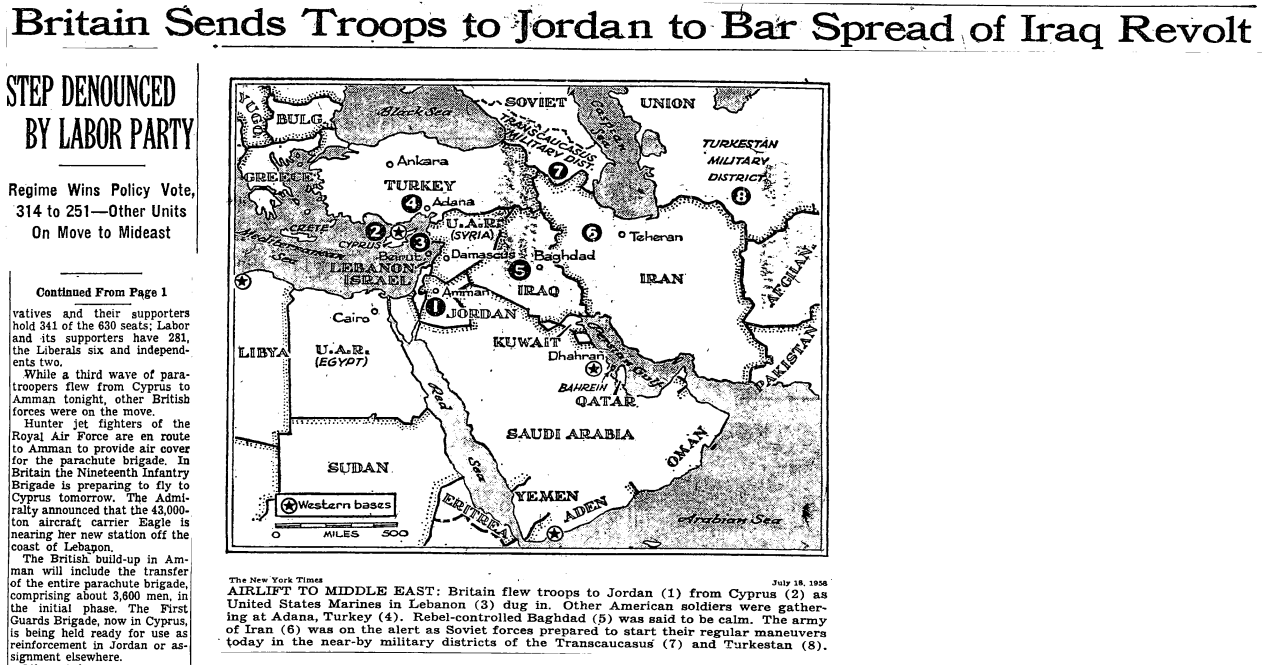 Britain Sends Troops to Jordan to Bar Spread of Iraq Revolt
STEP DENOUNCED
BY LABOR PARTY
Regime Wins Policy Vote,
314 to 251—Other Units
On Move to Mideast
Continued From Page 1
vatives and their supporters
hold 341 of the 630 seats; Labor
and its supporters have 281,
the Liberals six and independ-
ents two.
While a third wave of para-
troopers flew from Cyprus to
Amman tonight, other British
forces were on the move.
Hunter jet fighters of the
Royal Air Force are en route
to Amman to provide air cover
for the parachute brigade. In
Britain the Nineteenth Infantry
Brigade is preparing to fly to
Cyprus tomorrow. The Admi-
ralty announced that the 43,000-
ton aircraft carrier Eagle is
nearing her new station off the
coast of Lebanon.
The British build-up in Am-
man will include the transfer
of the entire parachute brigade,
comprising about 3,600 men, in
the initial phase. The First
Guards Brigade, now in Cyprus,
is being held ready for use as
reinforcement in Jordan or as-
signment elsewhere.
YUGO.
BULG.
Black Sea
SOVIET
UNION
Caspian
Sea
TRANSCAUCASUS
MILITARY DIST.
7
TURKESTAN
MILITARY
DISTRICT
8
GREECE
Ankara
TURKEY
4
Adana
CRETE
Mediterranean
Sea
2
CYPRUS
3
Beirut
LEBANON
ISRAEL
U.A.R.
(SYRIA)
Damascus
5
Baghdad
IRAQ
6
Teheran
IRAN
AFGHAN.
PAKISTAN
Amman
1
JORDAN
Cairo
LIBYA
U.A.R.
(EGYPT)
KUWAIT
Persian Gulf
Dhahran
BAHREIN
QATAR
Red
Sea
SAUDI ARABIA
OMAN
SUDAN
ERITREA
YEMEN
ADEN
Arabian Sea
Western bases
0 MILES 500
The New York Times
July 18, 1958
AIRLIFT TO MIDDLE EAST: Britain flew troops to Jordan (1) from Cyprus (2) as
United States Marines in Lebanon (3) dug in. Other American soldiers were gather-
ing at Adana, Turkey (4). Rebel-controlled Baghdad (5) was said to be calm. The army
of Iran (6) was on the alert as Soviet forces prepared to start their regular maneuvers
today in the near-by military districts of the Transcaucasus (7) and Turkestan (8).